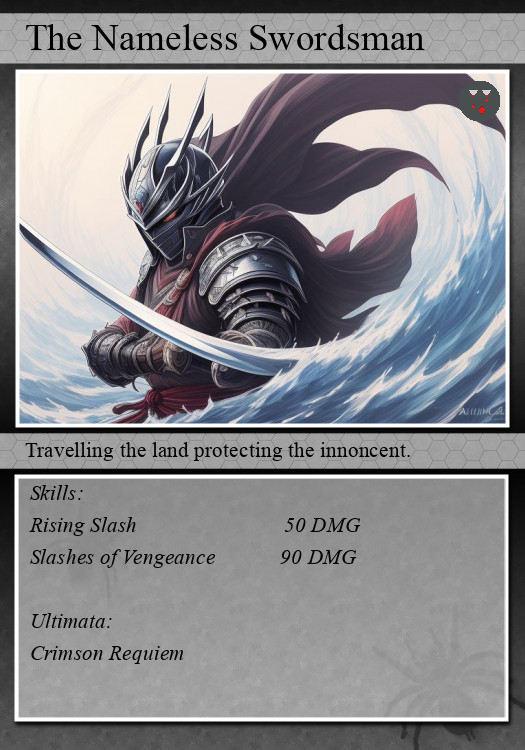 The Nameless Swordsman
Travelling the land protecting the innoncent.
Skills:
Rising Slash 50 DMG
Slashes of Vengeance 90 DMG
Ultimata:
Crimson Requiem